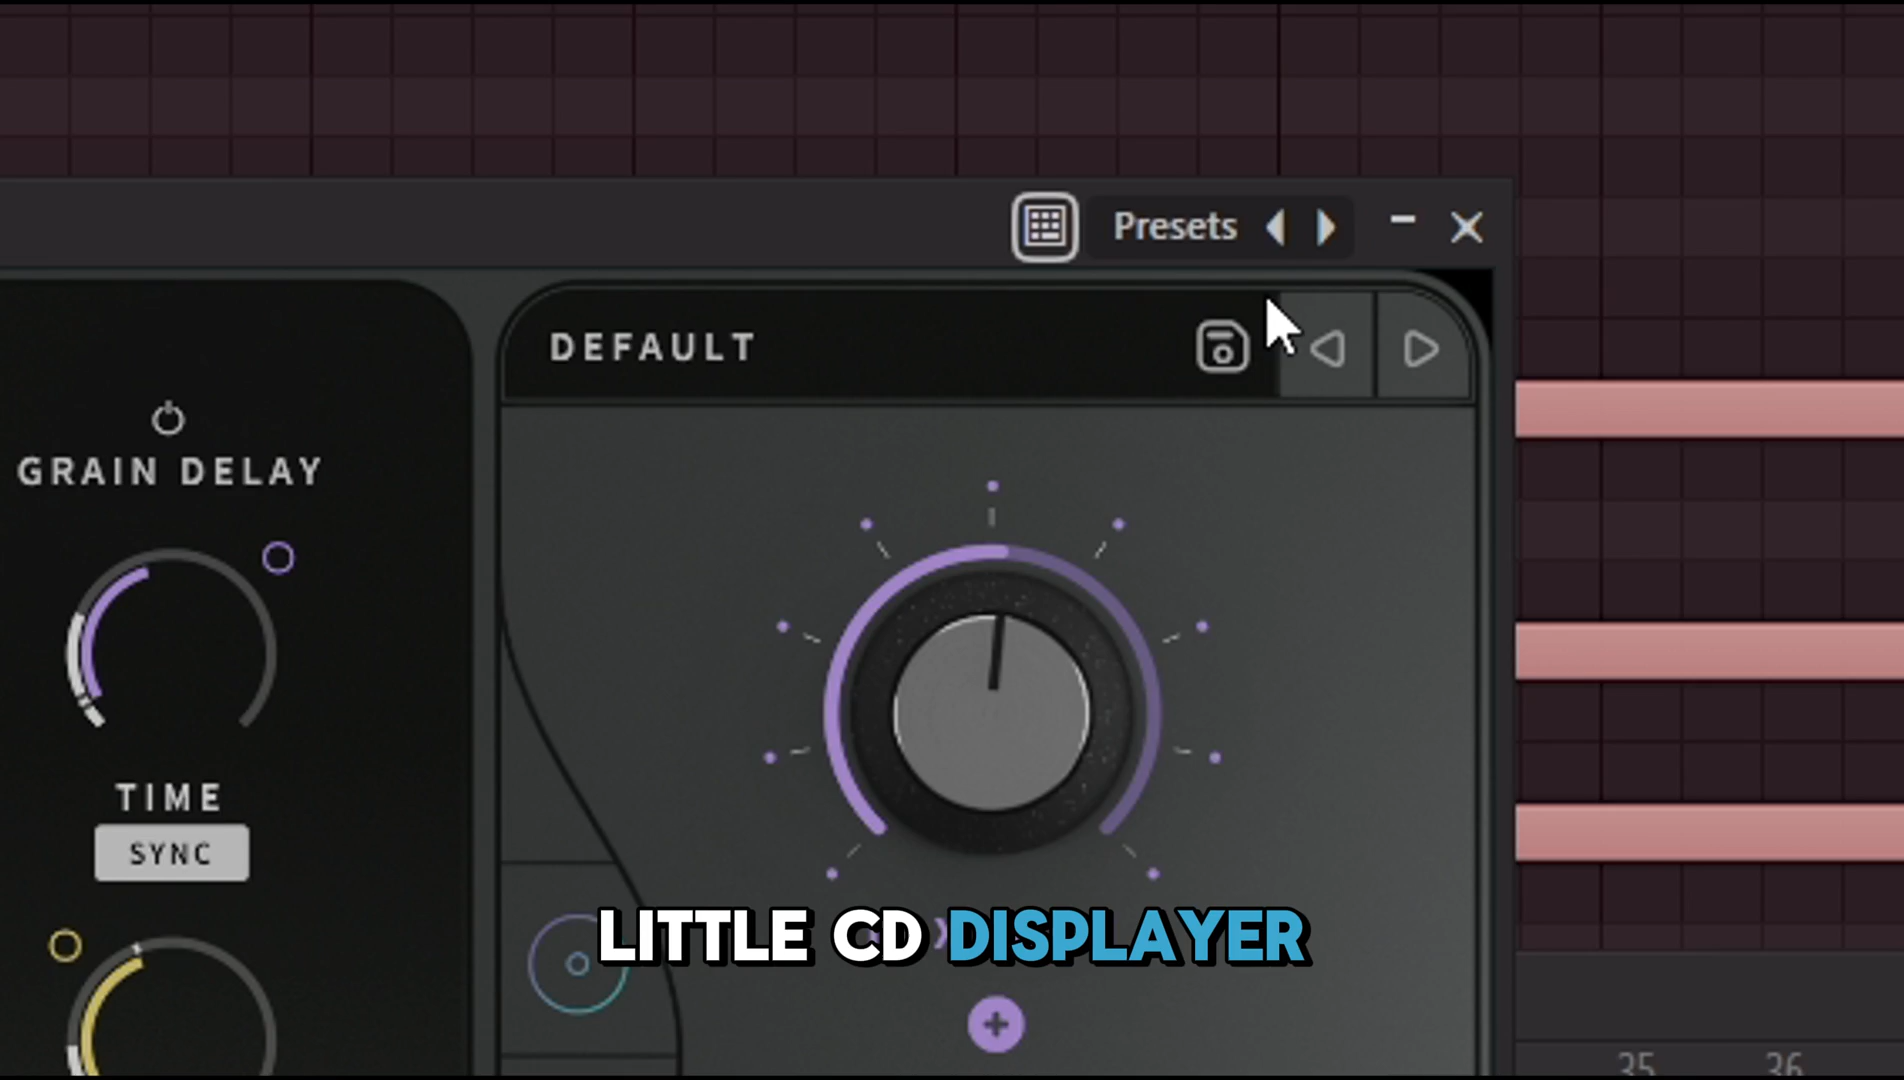 Presets
DEFAULT
GRAIN DELAY
TIME
SYNC
LITTLE CD DISPLAYER
35 36